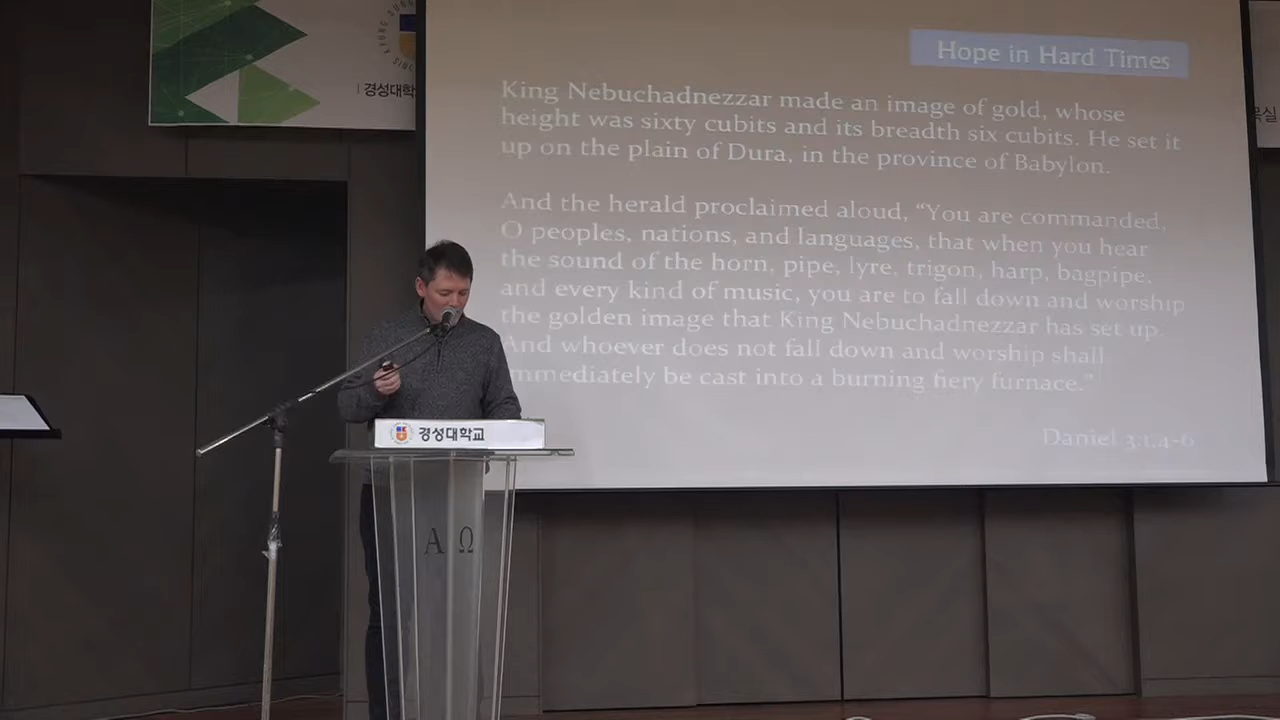 경성대학
Hope in Hard Times
King Nebuchadnezzar made an image of gold, whose
height was sixty cubits and its breadth six cubits. He set it
up on the plain of Dura, in the province of Babylon.
And the herald proclaimed aloud, “You are commanded,
O peoples, nations, and languages, that when you hear
the sound of the horn, pipe, lyre, trigon, harp, bagpipe,
and every kind of music, you are to fall down and worship
the golden image that King Nebuchadnezzar has set up.
And whoever does not fall down and worship shall
immediately be cast into a burning fiery furnace.”
Daniel 3:1,4-6
경성대학교
Α Ω